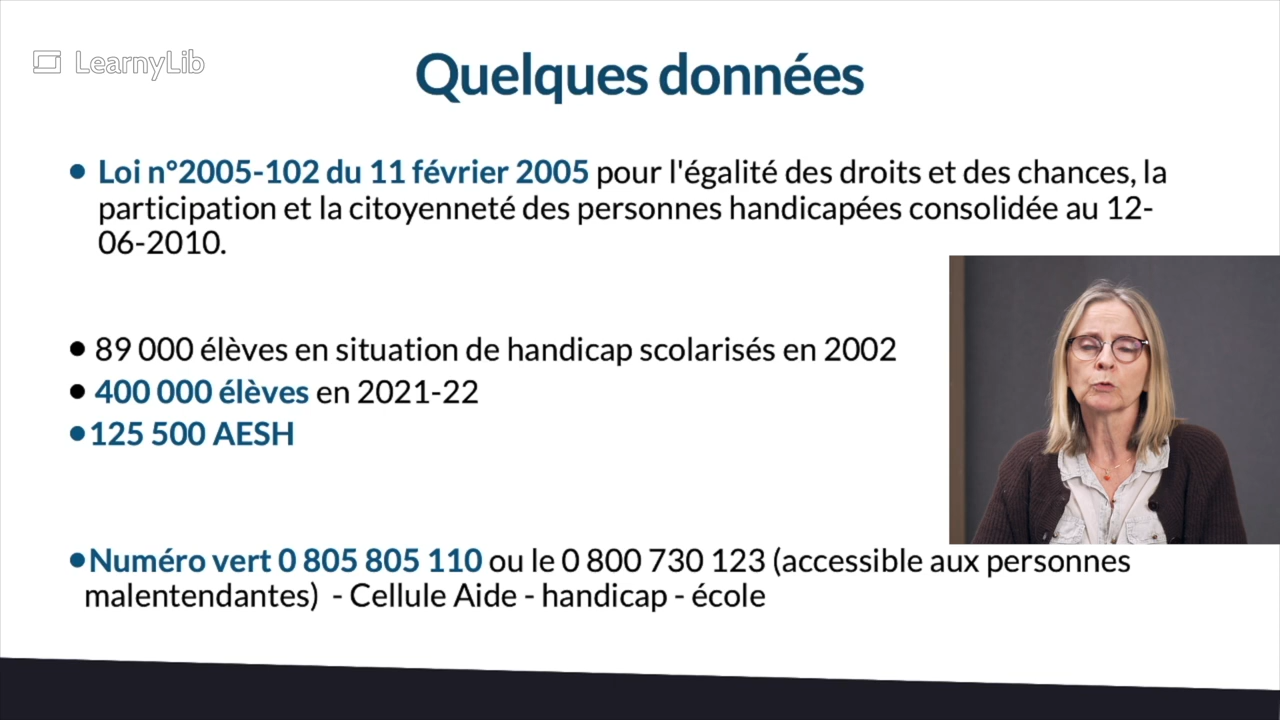 LearnyLib
Quelques données
• Loi n°2005-102 du 11 février 2005 pour l'égalité des droits et des chances, la
participation et la citoyenneté des personnes handicapées consolidée au 12-
06-2010.
• 89 000 élèves en situation de handicap scolarisés en 2002
• 400 000 élèves en 2021-22
•125 500 AESH
•Numéro vert 0 805 805 110 ou le 0 800 730 123 (accessible aux personnes
malentendantes)  - Cellule Aide - handicap - école